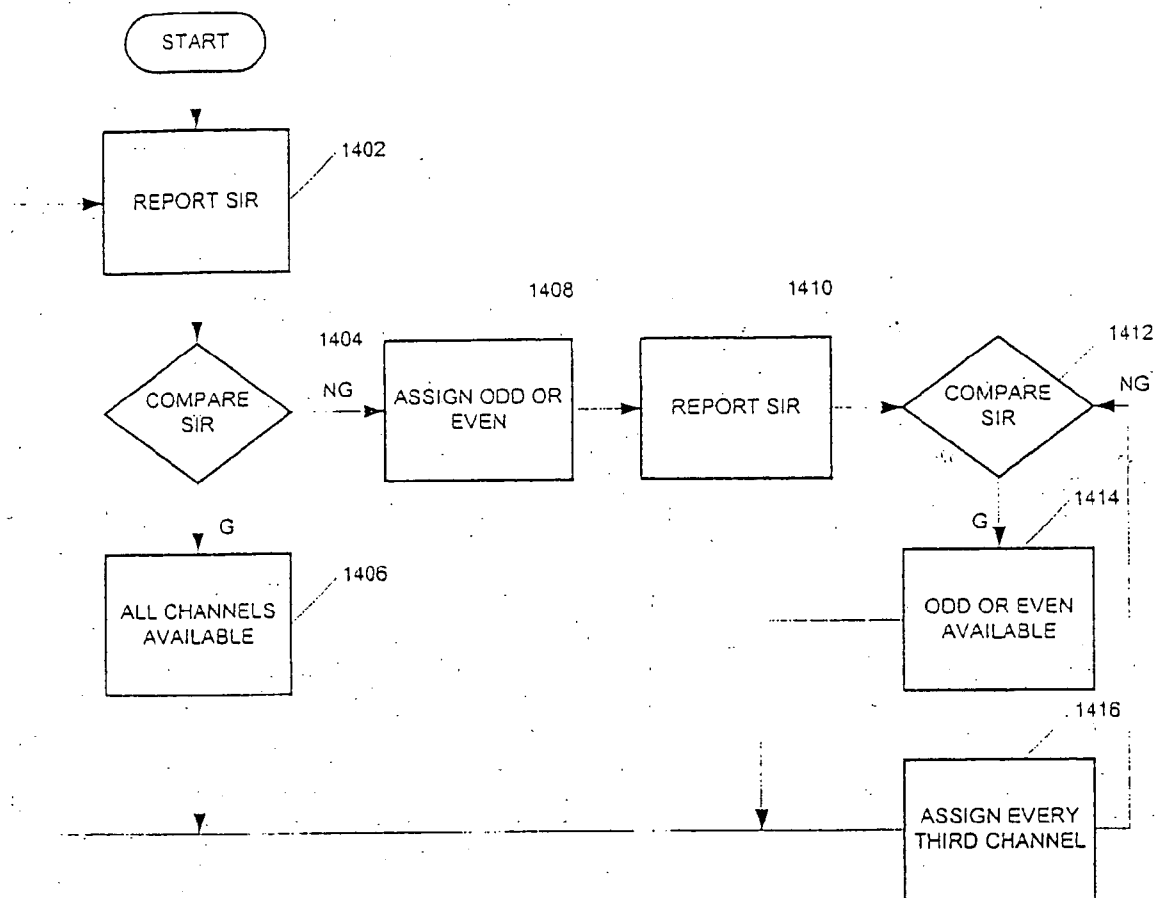 START
1402
REPORT SIR
1404
1408
1410
1412
COMPARE
SIR
NG
ASSIGN ODD OR
EVEN
REPORT SIR
COMPARE
SIR
NG
G
1406
ALL CHANNELS
AVAILABLE
G
1414
ODD OR EVEN
AVAILABLE
1416
ASSIGN EVERY
THIRD CHANNEL